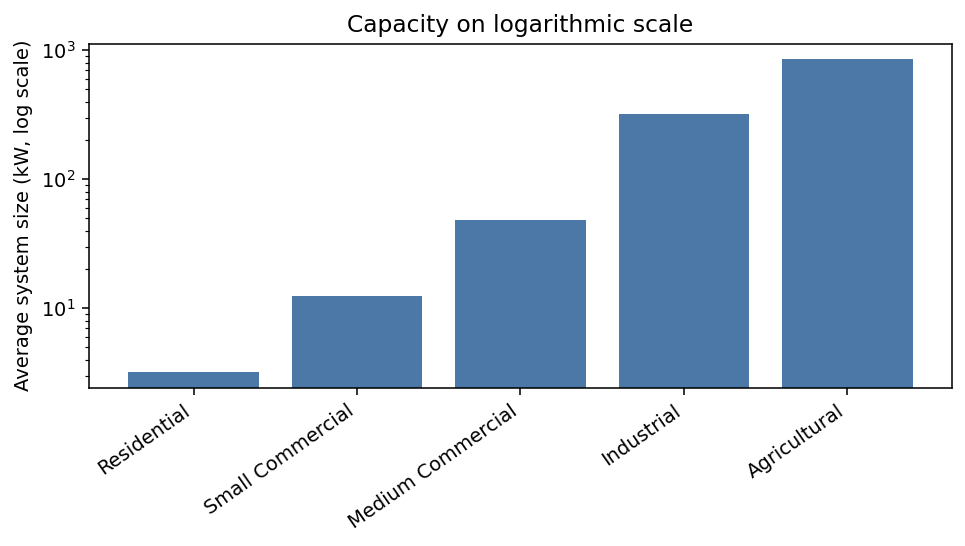 Capacity on logarithmic scale
Average system size (kW, log scale)
10³
10²
10¹
Residential
Small Commercial
Medium Commercial
Industrial
Agricultural